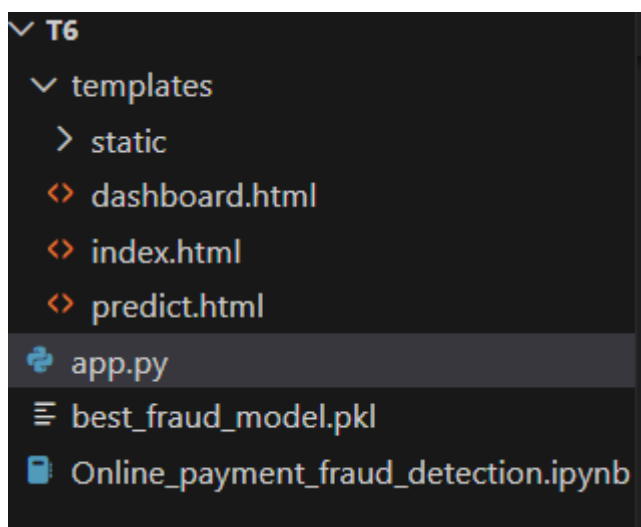 T6
templates
static
dashboard.html
index.html
predict.html
app.py
best_fraud_model.pkl
Online_payment_fraud_detection.ipynb